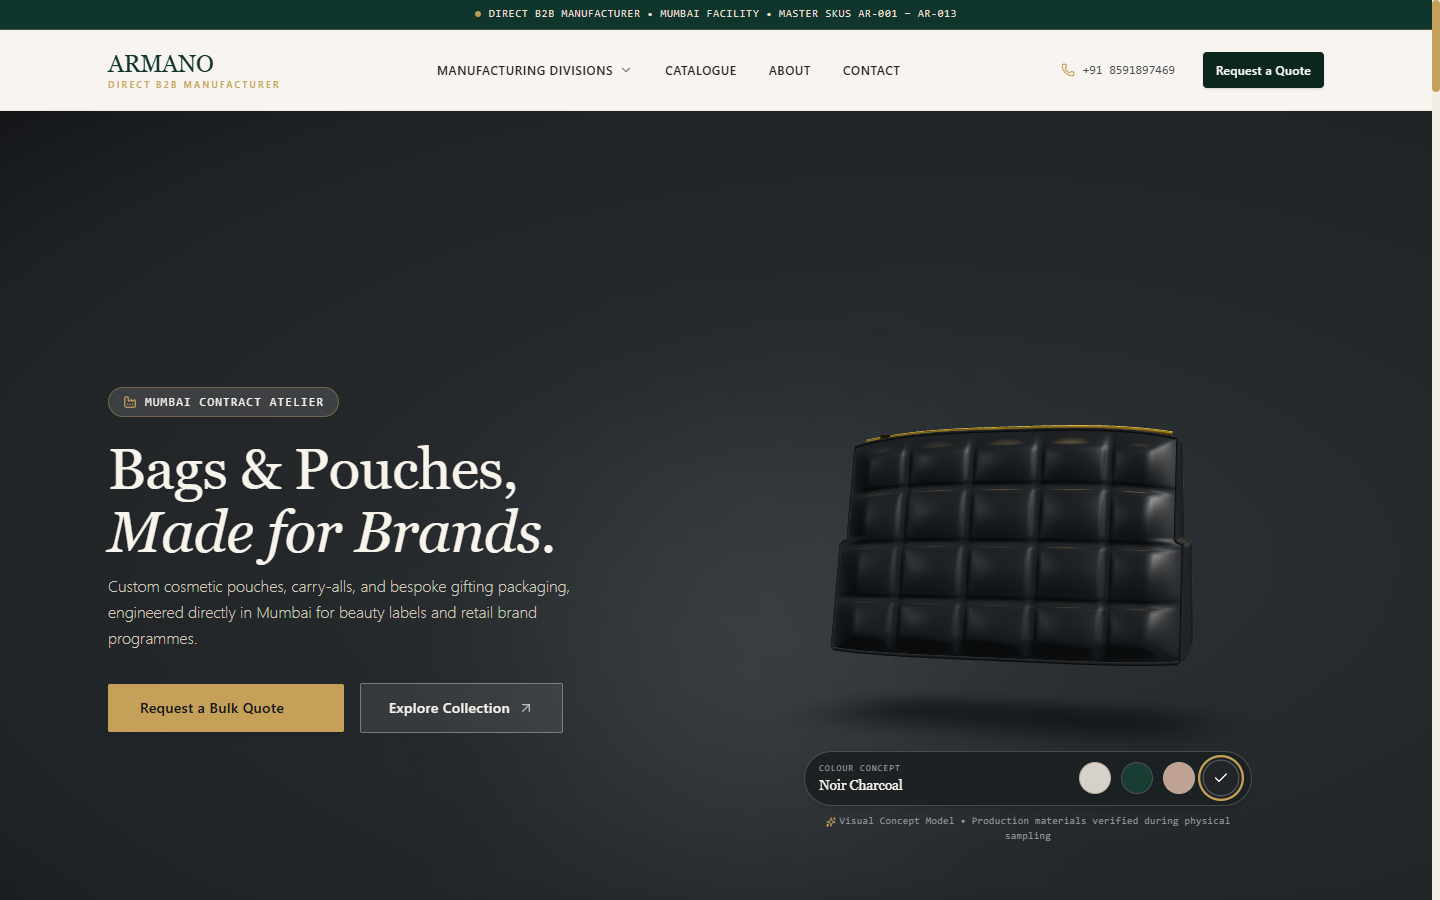 DIRECT B2B MANUFACTURER • MUMBAI FACILITY • MASTER SKUS AR-001 – AR-013
ARMANO
DIRECT B2B MANUFACTURER
MANUFACTURING DIVISIONS
CATALOGUE
ABOUT
CONTACT
+91 8591897469
Request a Quote
MUMBAI CONTRACT ATELIER
Bags & Pouches,
Made for Brands.
Custom cosmetic pouches, carry-alls, and bespoke gifting packaging,
engineered directly in Mumbai for beauty labels and retail brand
programmes.
Request a Bulk Quote
Explore Collection
COLOUR CONCEPT
Noir Charcoal
Visual Concept Model • Production materials verified during physical
sampling